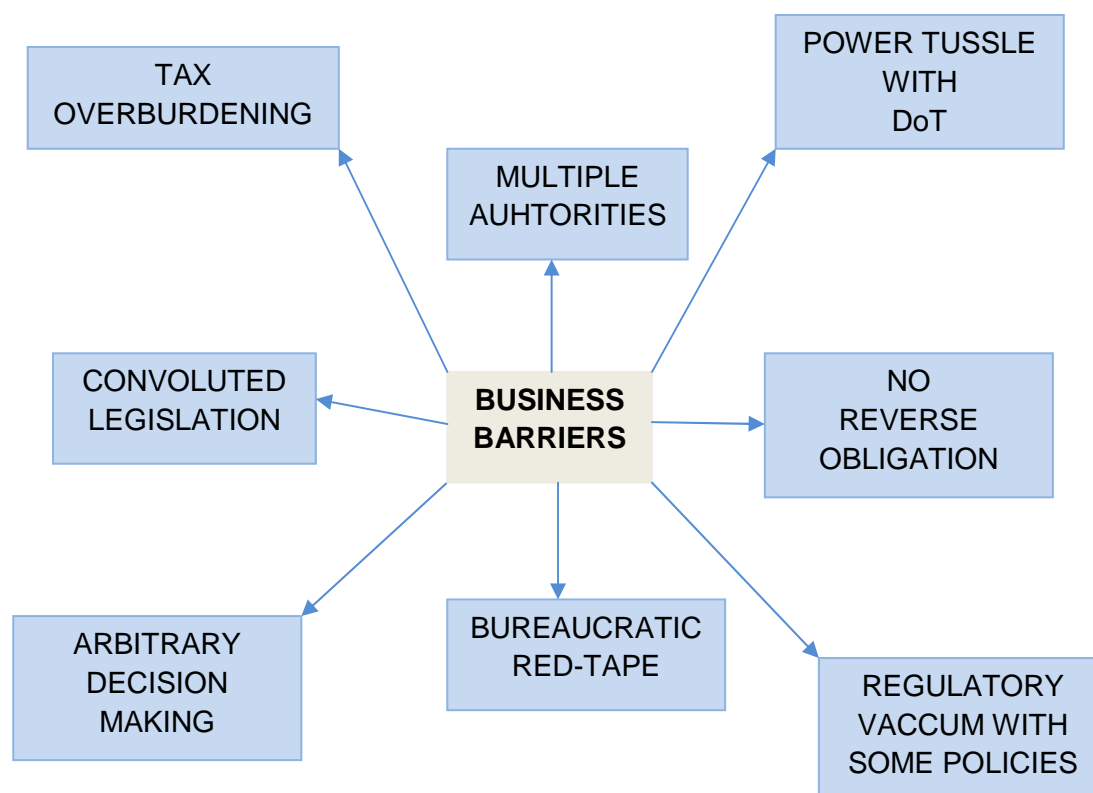 TAX
OVERBURDENING
POWER TUSSLE
WITH
DoT
MULTIPLE
AUHTORITIES
CONVOLUTED
LEGISLATION
BUSINESS
BARRIERS
NO
REVERSE
OBLIGATION
ARBITRARY
DECISION
MAKING
BUREAUCRATIC
RED-TAPE
REGULATORY
VACCUM WITH
SOME POLICIES